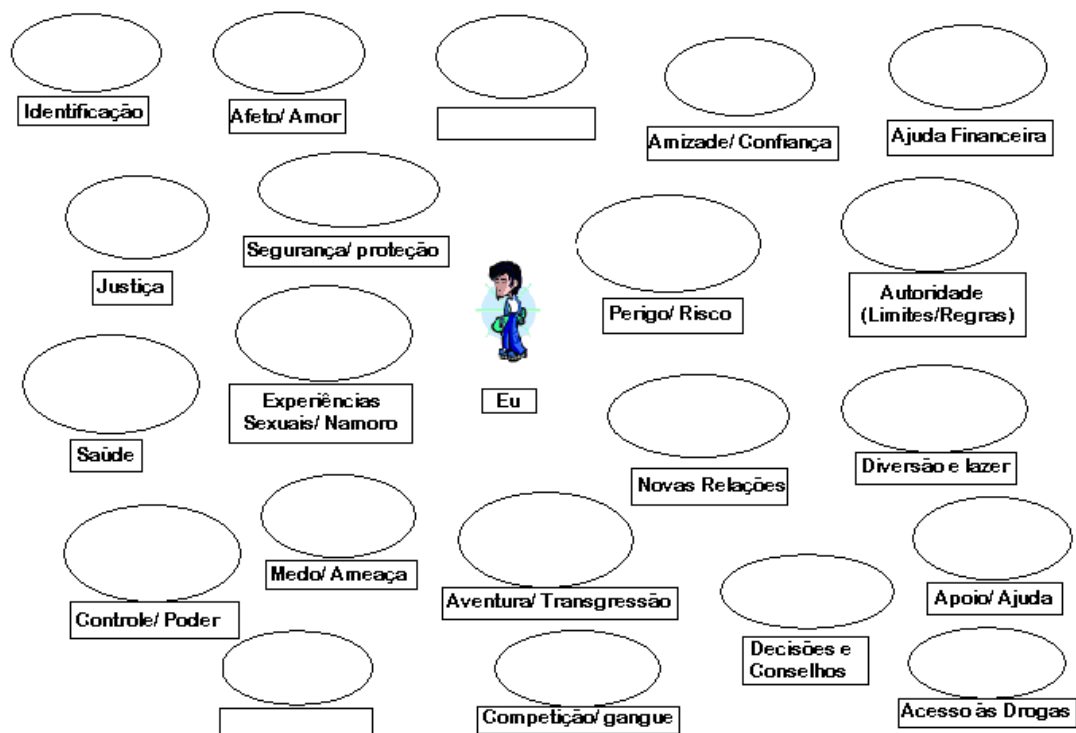 Identificação
Afeto/ Amor
Amizade/ Confiança
Ajuda Financeira
Segurança/ proteção
Justiça
Perigo/ Risco
Autoridade
(Limites/Regras)
Experiências
Sexuais/ Namoro
Eu
Saúde
Diversão e lazer
Novas Relações
Medo/ Ameaça
Aventura/ Transgressão
Apoio/ Ajuda
Controle/ Poder
Decisões e
Conselhos
Competição/ gangue
Acesso às Drogas